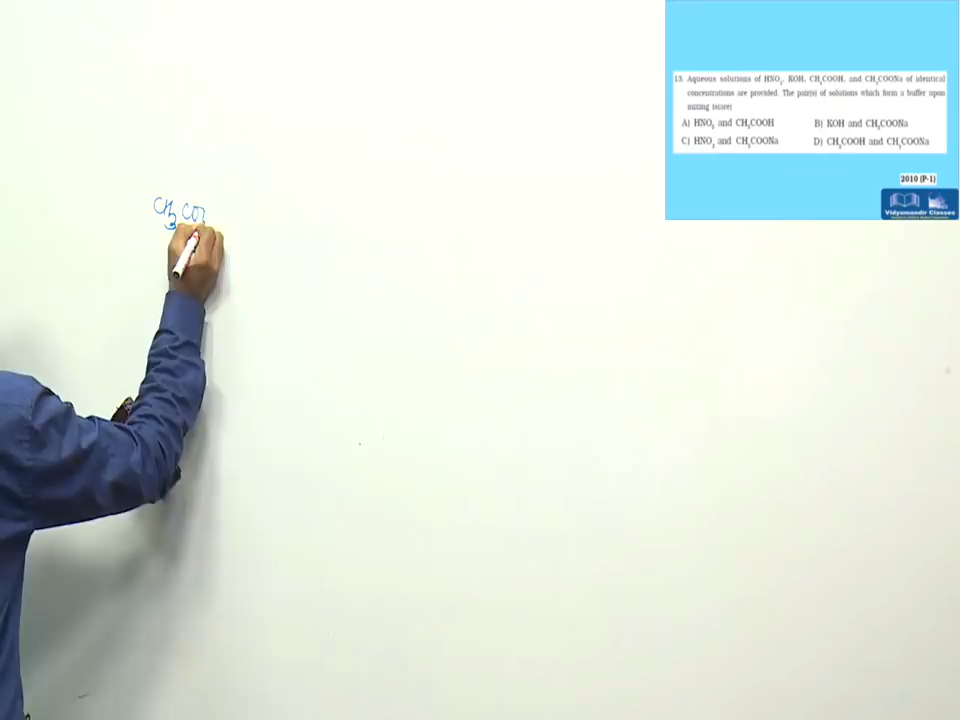 13. Aqueous solutions of HNO₃, KOH, CH₃COOH, and CH₃COONa of identical
concentrations are provided. The pair(s) of solutions which form a buffer upon
mixing is(are)
A) HNO₃ and CH₃COOH B) KOH and CH₃COONa
C) HNO₃ and CH₃COONa D) CH₃COOH and CH₃COONa
2010 (P-1)
Vidyamandir Classes
CH₃CO